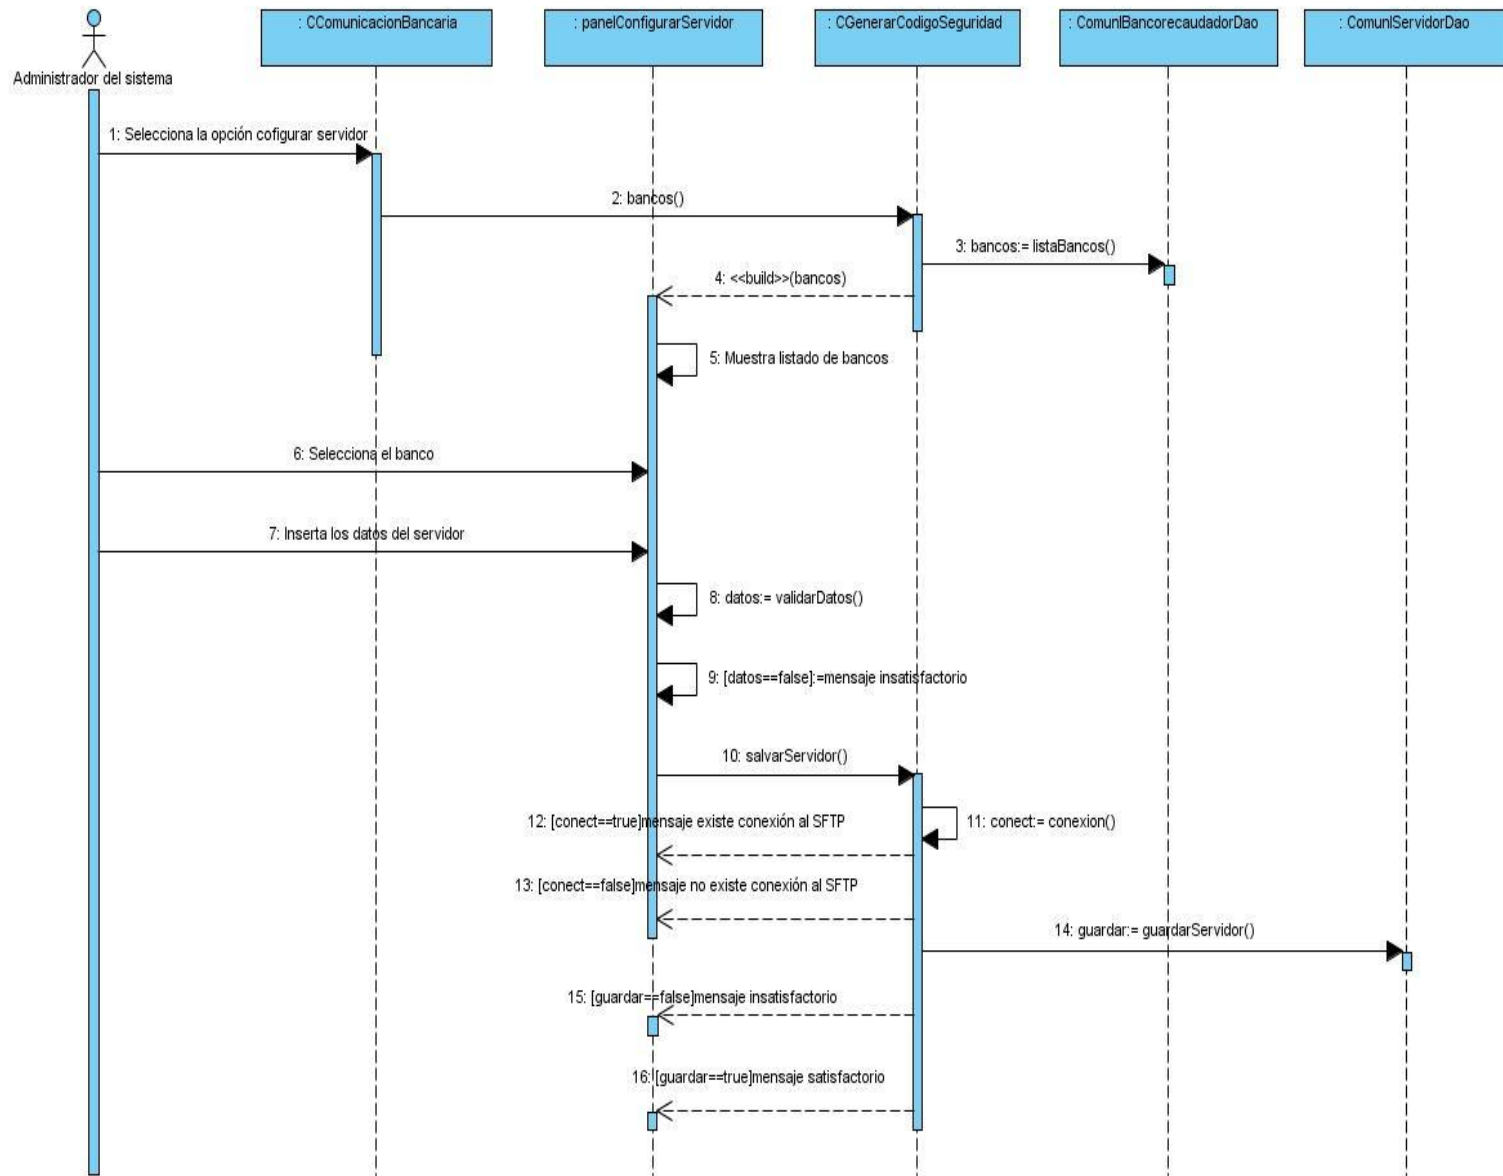 : CComunicacionBancaria
: panelConfigurarServidor
: CGenerarCodigoSeguridad
: ComunIBancorecaudadorDao
: ComunIServidorDao
Administrador del sistema
1: Selecciona la opción cofigurar servidor
2: bancos()
3: bancos:= listaBancos()
4: <<build>>(bancos)
5: Muestra listado de bancos
6: Selecciona el banco
7: Inserta los datos del servidor
8: datos:= validarDatos()
9: [datos==false]:=mensaje insatisfactorio
10: salvarServidor()
11: conect:= conexion()
12: [conect==true]mensaje existe conexión al SFTP
13: [conect==false]mensaje no existe conexión al SFTP
14: guardar:= guardarServidor()
15: [guardar==false]mensaje insatisfactorio
16: [guardar==true]mensaje satisfactorio